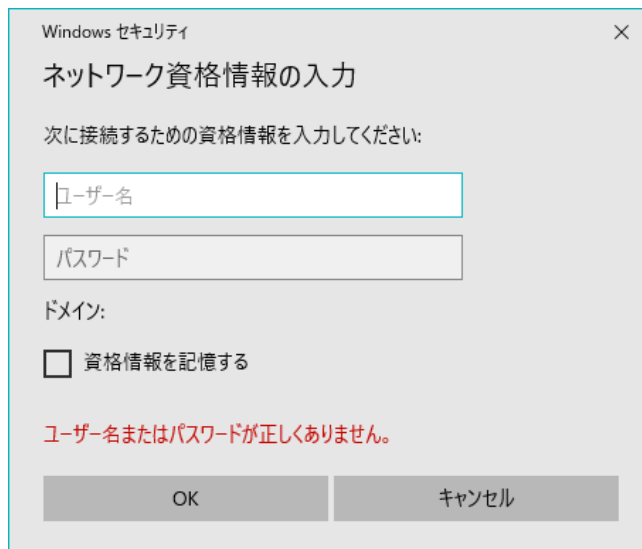 Windows セキュリティ
ネットワーク資格情報の入力
次に接続するための資格情報を入力してください:
ユーザー名
パスワード
ドメイン:
資格情報を記憶する
ユーザー名またはパスワードが正しくありません。
OK
キャンセル